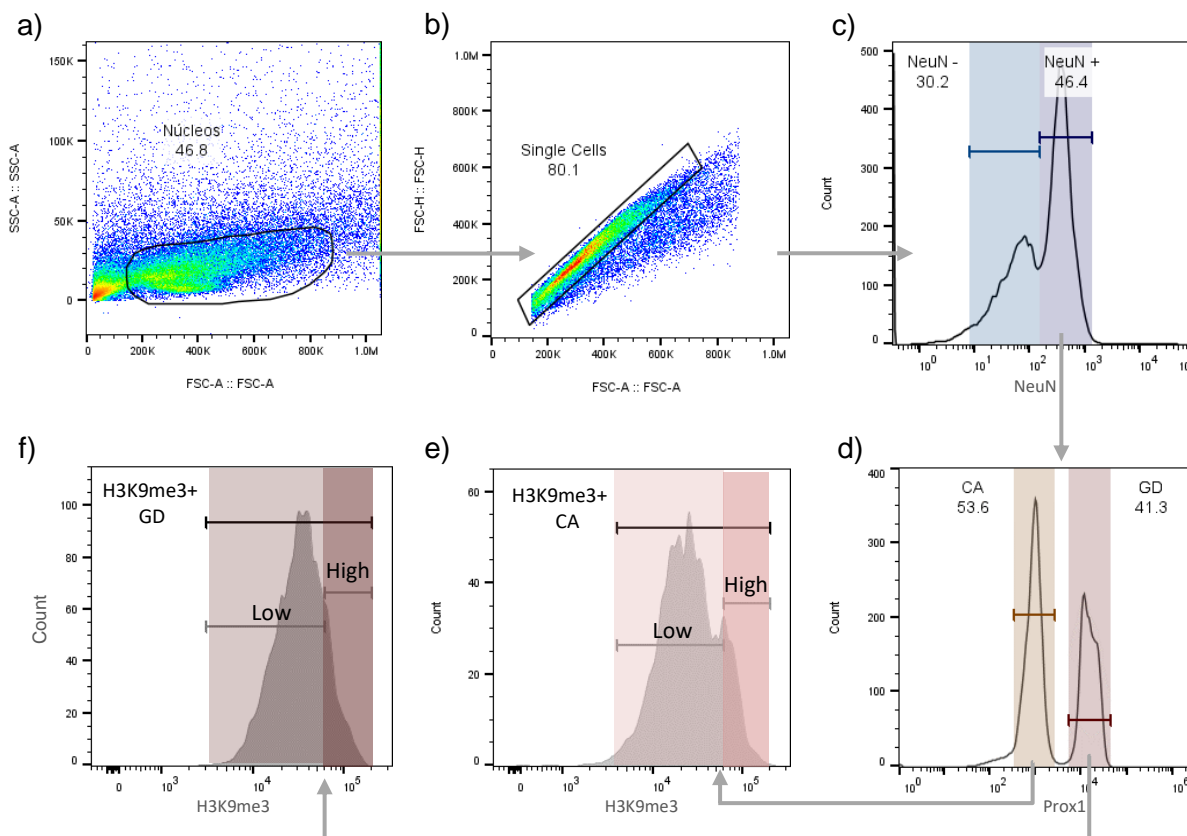 a)
SSC-A :: SSC-A
150K
100K
50K
0
Núcleos
46.8
0 200K 400K 600K 800K 1.0M
FSC-A :: FSC-A
b)
FSC-H :: FSC-H
1.0M
800K
600K
400K
200K
0
Single Cells
80.1
0 200K 400K 600K 800K 1.0M
FSC-A :: FSC-A
c)
Count
500
400
300
200
100
0
NeuN -
30.2
NeuN +
46.4
10^0 10^1 10^2 10^3 10^4
NeuN
f)
Count
100
80
60
40
20
0
H3K9me3+
GD
High
Low
0 10^3 10^4 10^5
H3K9me3
e)
Count
60
40
20
0
H3K9me3+
CA
High
Low
0 10^3 10^4 10^5
H3K9me3
d)
Count
400
300
200
100
0
CA
53.6
GD
41.3
0 10^2 10^3 10^4 10^6
Prox1